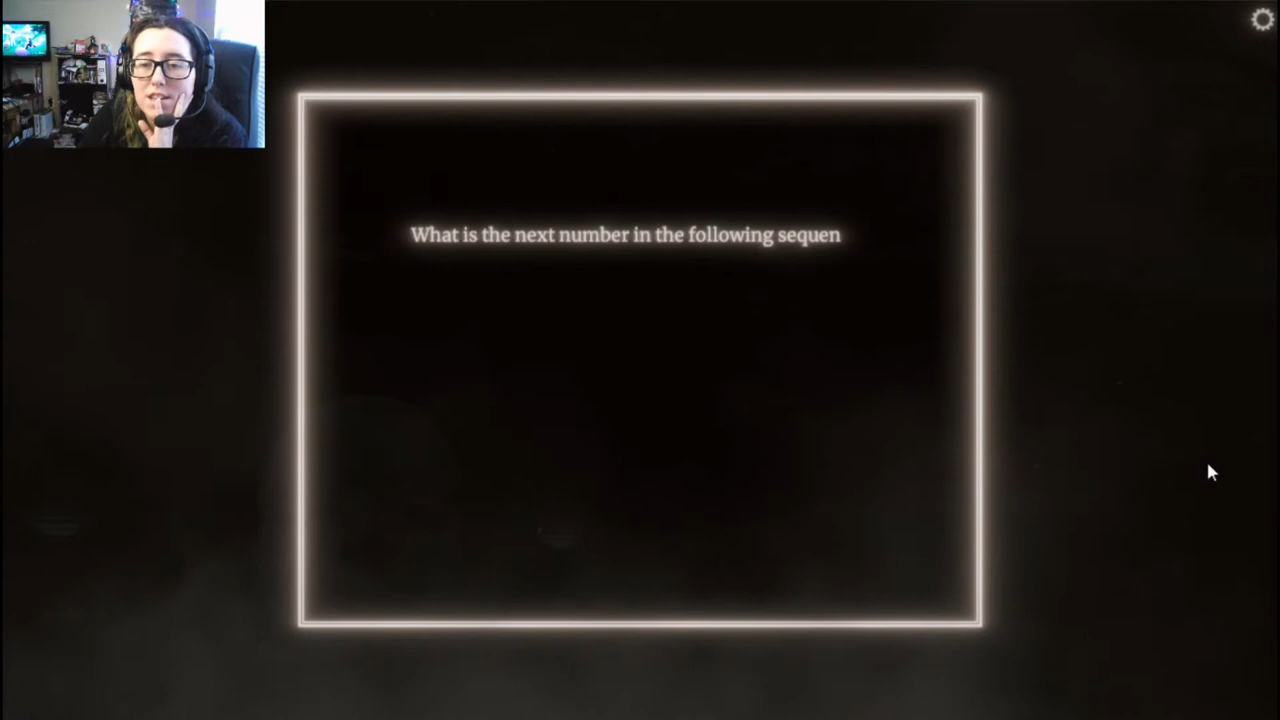 What is the next number in the following sequen